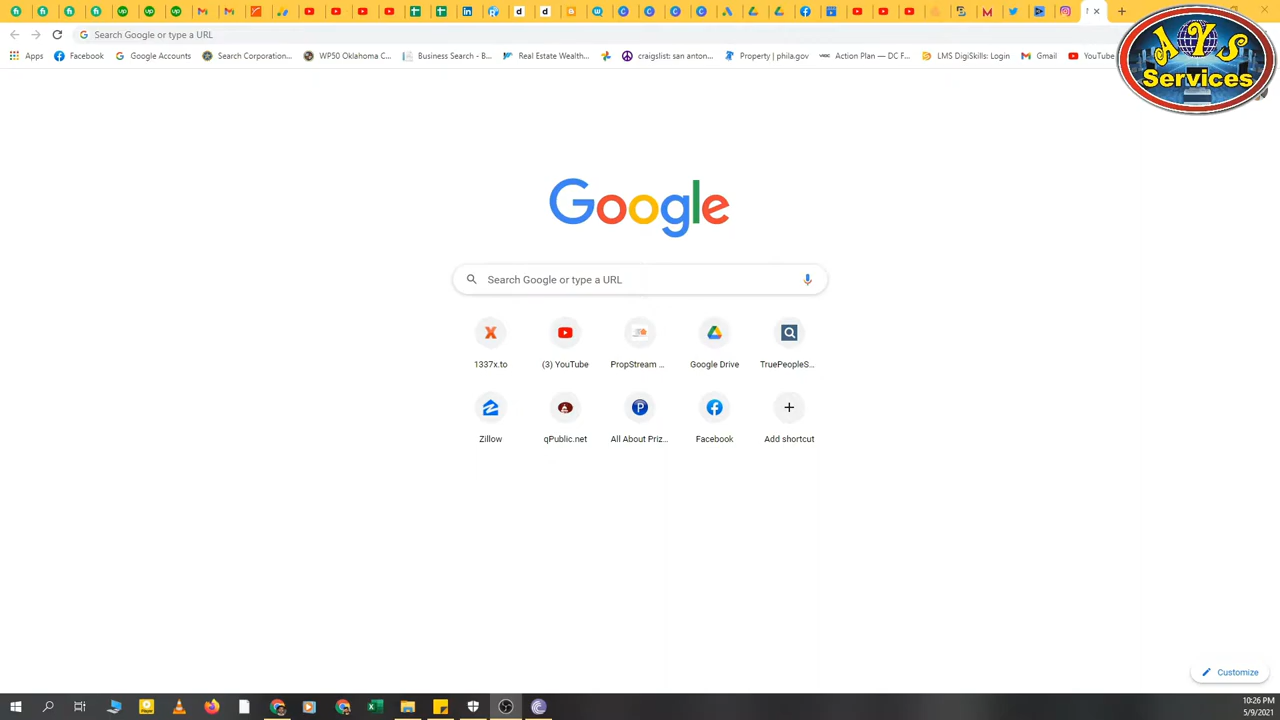 Search Google or type a URL
Apps Facebook Google Accounts Search Corporation... WP50 Oklahoma C... Business Search - B... Real Estate Wealth... craigslist: san anton... Property | phila.gov Action Plan — DC F... LMS DigiSkills: Login Gmail YouTube
AYS
Services
Google
Search Google or type a URL
1337x.to (3) YouTube PropStream ... Google Drive TruePeopleS...
Zillow qPublic.net All About Priz... Facebook Add shortcut
Customize
10:26 PM
5/9/2021